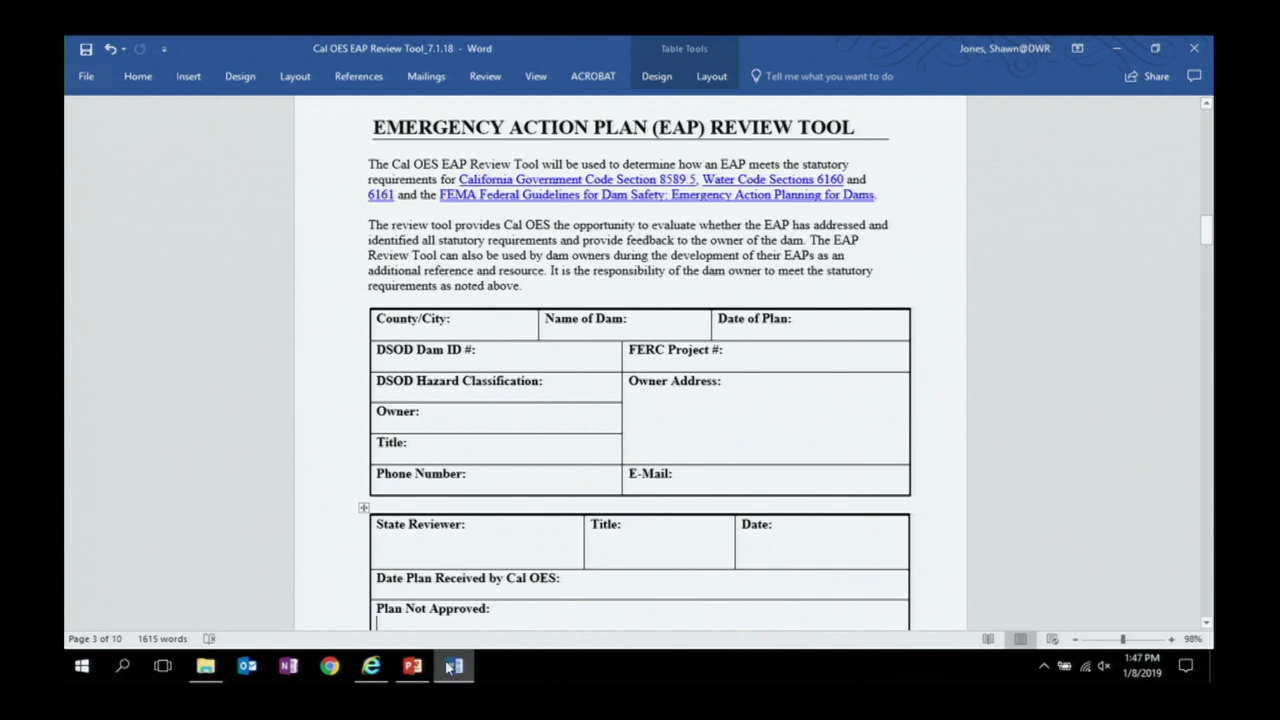 Cal OES EAP Review Tool_7.1.18 - Word
Table Tools
Jones, Shawn@DWR
File Home Insert Design Layout References Mailings Review View ACROBAT Design Layout Tell me what you want to do Share
EMERGENCY ACTION PLAN (EAP) REVIEW TOOL
The Cal OES EAP Review Tool will be used to determine how an EAP meets the statutory
requirements for California Government Code Section 8589.5, Water Code Sections 6160 and
6161 and the FEMA Federal Guidelines for Dam Safety: Emergency Action Planning for Dams.
The review tool provides Cal OES the opportunity to evaluate whether the EAP has addressed and
identified all statutory requirements and provide feedback to the owner of the dam. The EAP
Review Tool can also be used by dam owners during the development of their EAPs as an
additional reference and resource. It is the responsibility of the dam owner to meet the statutory
requirements as noted above.
County/City: Name of Dam: Date of Plan:
DSOD Dam ID #: FERC Project #:
DSOD Hazard Classification: Owner Address:
Owner:
Title:
Phone Number: E-Mail:
State Reviewer: Title: Date:
Date Plan Received by Cal OES:
Plan Not Approved:
Page 3 of 10 1615 words 98%
1:47 PM
1/8/2019